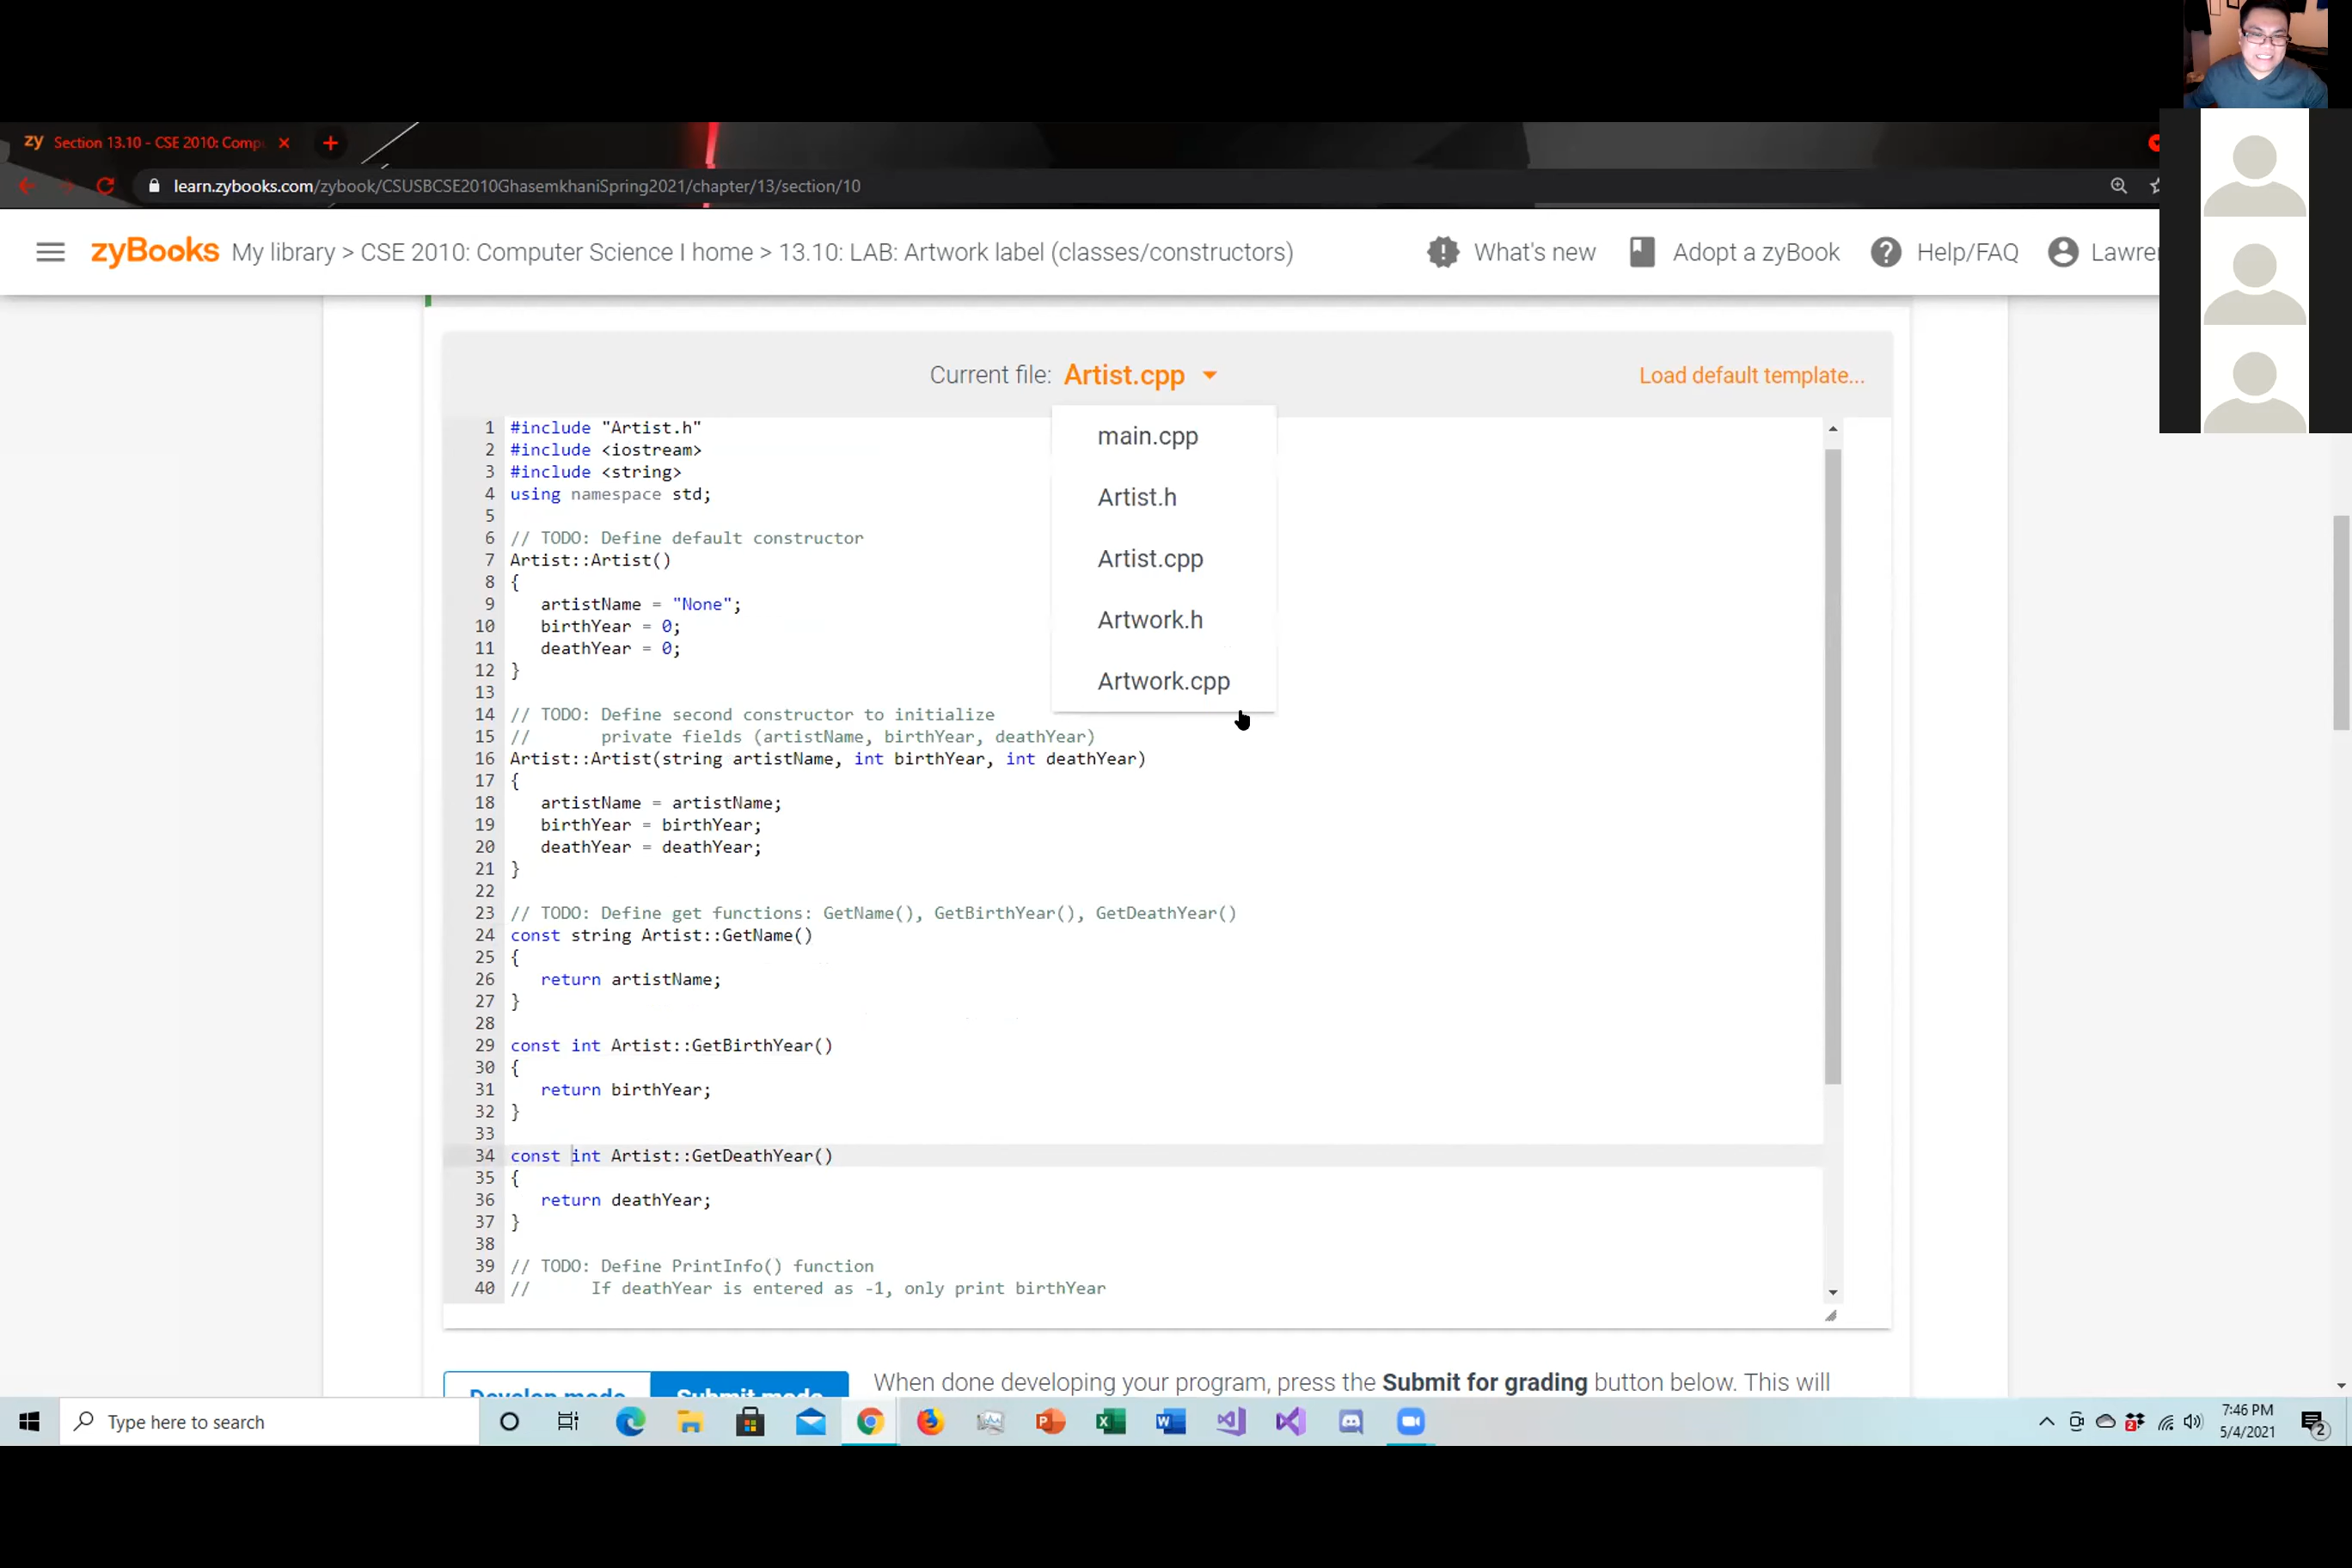 zy Section 13.10 - CSE 2010: Comp
learn.zybooks.com/zybook/CSUSBCSE2010GhasemkhaniSpring2021/chapter/13/section/10
zyBooks My library > CSE 2010: Computer Science I home > 13.10: LAB: Artwork label (classes/constructors) What's new Adopt a zyBook Help/FAQ Lawre
Current file: Artist.cpp Load default template...
main.cpp
Artist.h
Artist.cpp
Artwork.h
Artwork.cpp
1 #include "Artist.h"
2 #include <iostream>
3 #include <string>
4 using namespace std;
5
6 // TODO: Define default constructor
7 Artist::Artist()
8 {
9 artistName = "None";
10 birthYear = 0;
11 deathYear = 0;
12 }
13
14 // TODO: Define second constructor to initialize
15 // private fields (artistName, birthYear, deathYear)
16 Artist::Artist(string artistName, int birthYear, int deathYear)
17 {
18 artistName = artistName;
19 birthYear = birthYear;
20 deathYear = deathYear;
21 }
22
23 // TODO: Define get functions: GetName(), GetBirthYear(), GetDeathYear()
24 const string Artist::GetName()
25 {
26 return artistName;
27 }
28
29 const int Artist::GetBirthYear()
30 {
31 return birthYear;
32 }
33
34 const int Artist::GetDeathYear()
35 {
36 return deathYear;
37 }
38
39 // TODO: Define PrintInfo() function
40 // If deathYear is entered as -1, only print birthYear
Develop mode Submit mode When done developing your program, press the Submit for grading button below. This will
Type here to search
7:46 PM
5/4/2021
2